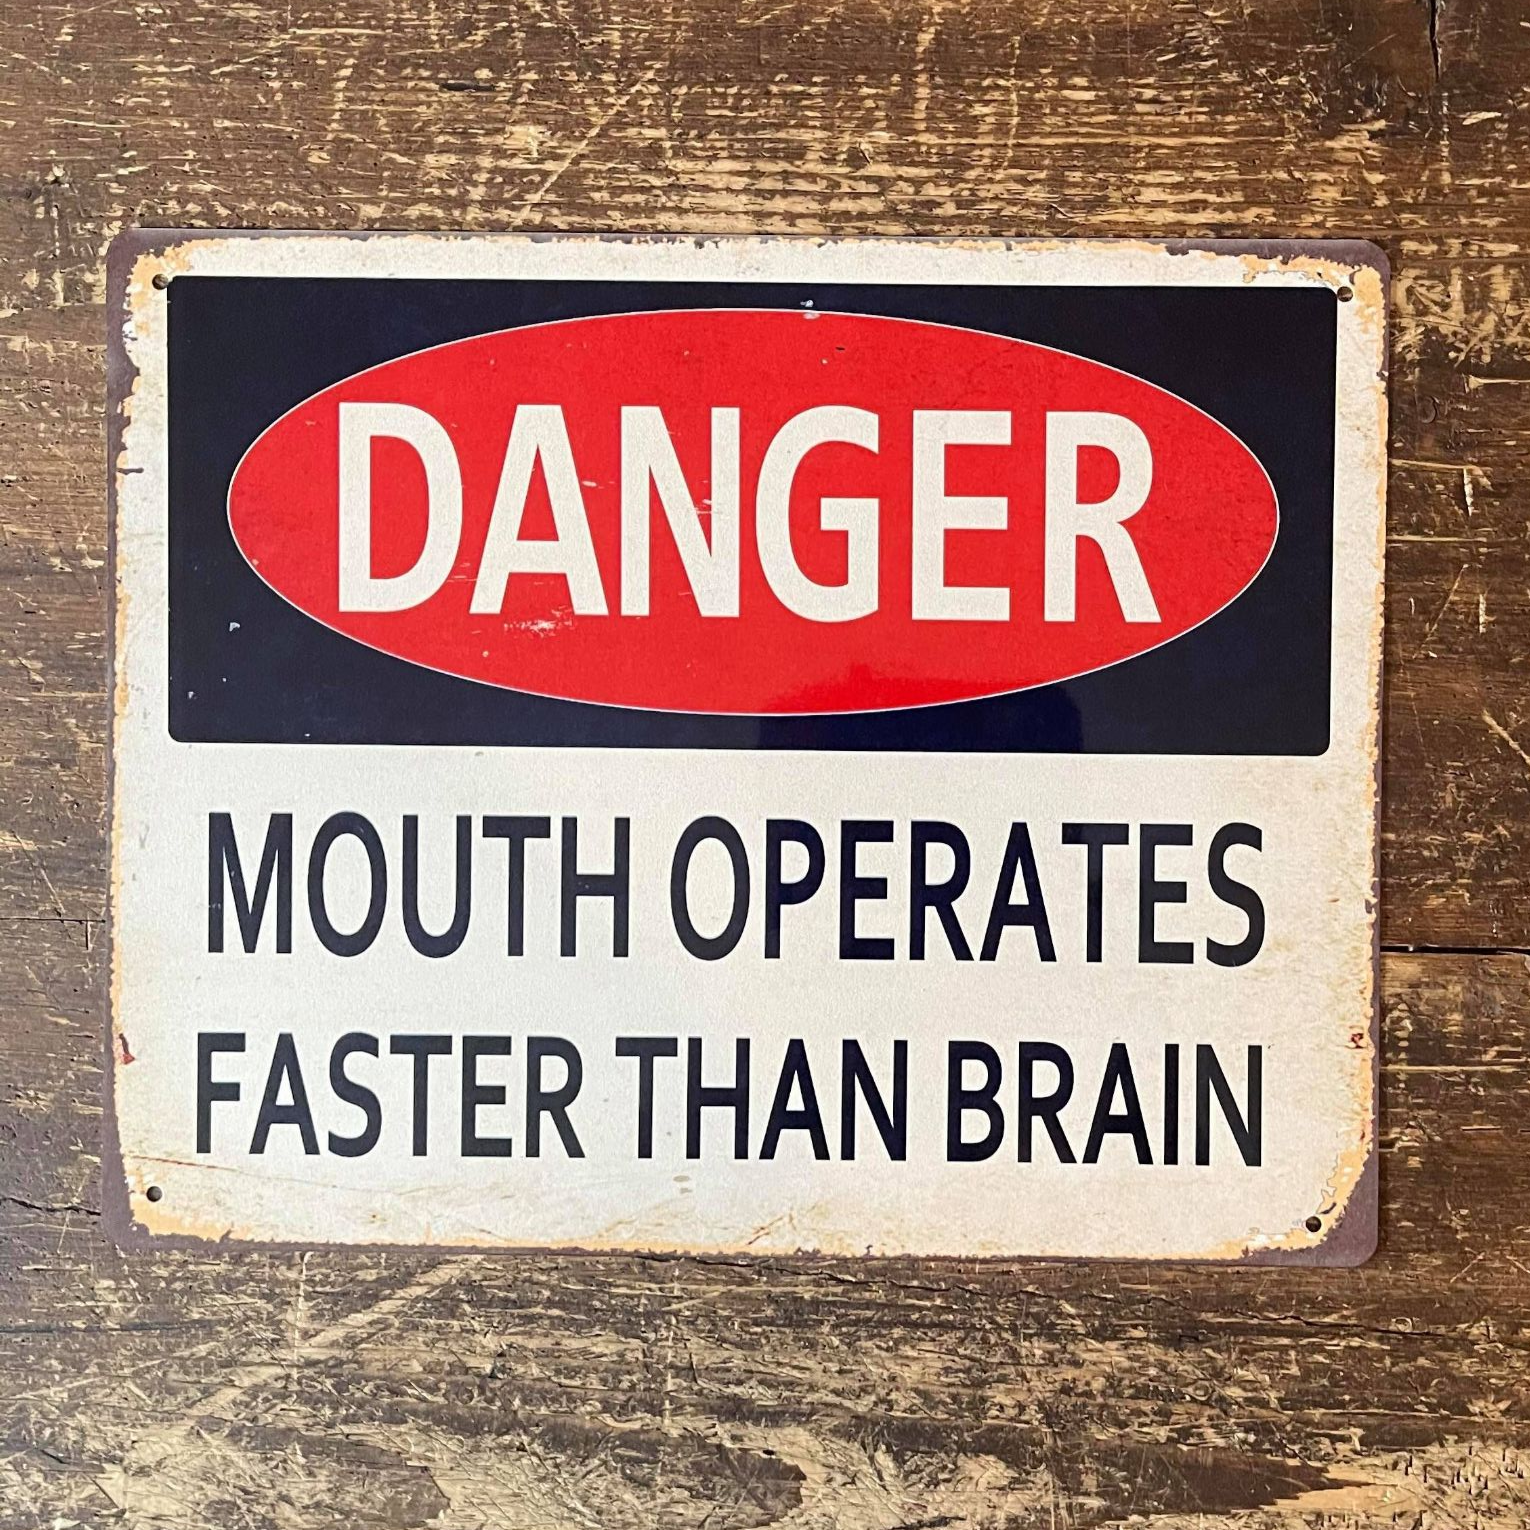 DANGER
MOUTH OPERATES
FASTER THAN BRAIN